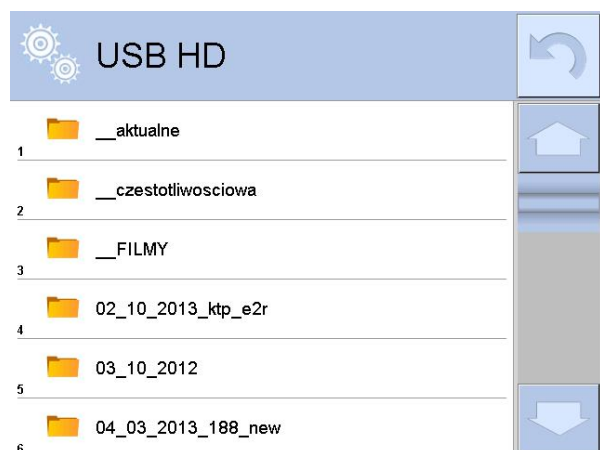 USB HD
__aktualne
1
__czestotliwosciowa
2
__FILMY
3
02_10_2013_ktp_e2r
4
03_10_2012
5
04_03_2013_188_new
6